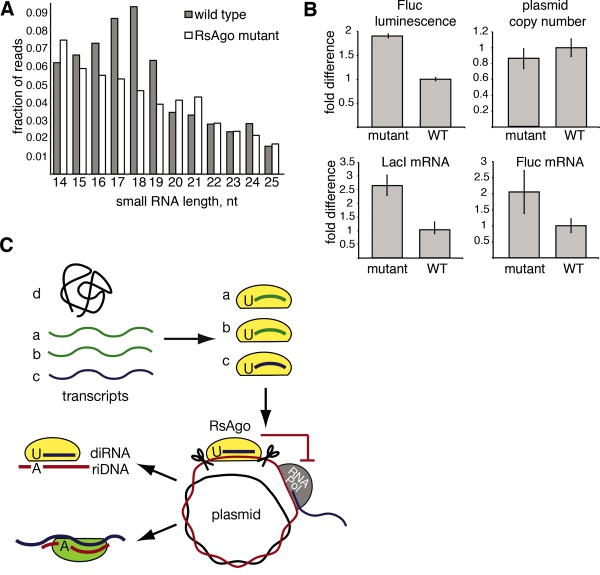 A
0.09
0.08
0.07
0.06
0.05
0.04
0.03
0.02
0.01
fraction of reads
wild type
RsAgo mutant
14 15 16 17 18 19 20 21 22 23 24 25
small RNA length, nt
B
Fluc
luminescence
fold difference
2
1.5
1
0.5
mutant WT
plasmid
copy number
1.2
1
0.8
0.6
0.4
0.2
mutant WT
LacI mRNA
fold difference
3.5
3
2.5
2
1.5
1
0.5
mutant WT
Fluc mRNA
3
2.5
2
1.5
1
0.5
mutant WT
C
d
a
b
c
transcripts
a
U
b
U
c
U
RsAgo
U
RNA
Pol
plasmid
U
diRNA
A
riDNA
A